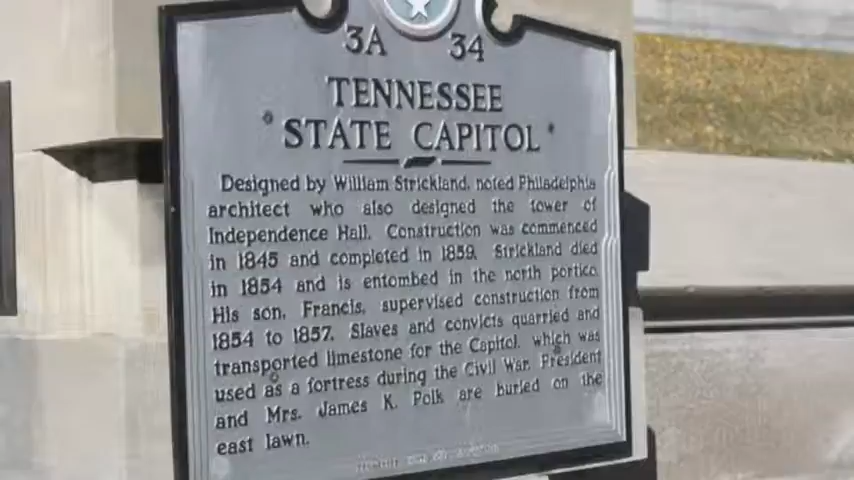 3A 34
TENNESSEE
STATE CAPITOL
Designed by William Strickland, noted Philadelphia
architect who also designed the tower of
Independence Hall. Construction was commenced
in 1845 and completed in 1859. Strickland died
in 1854 and is entombed in the north portico.
His son, Francis, supervised construction from
1854 to 1857. Slaves and convicts quarried and
transported limestone for the Capitol, which was
used as a fortress during the Civil War. President
and Mrs. James K. Polk are buried on the
east lawn.